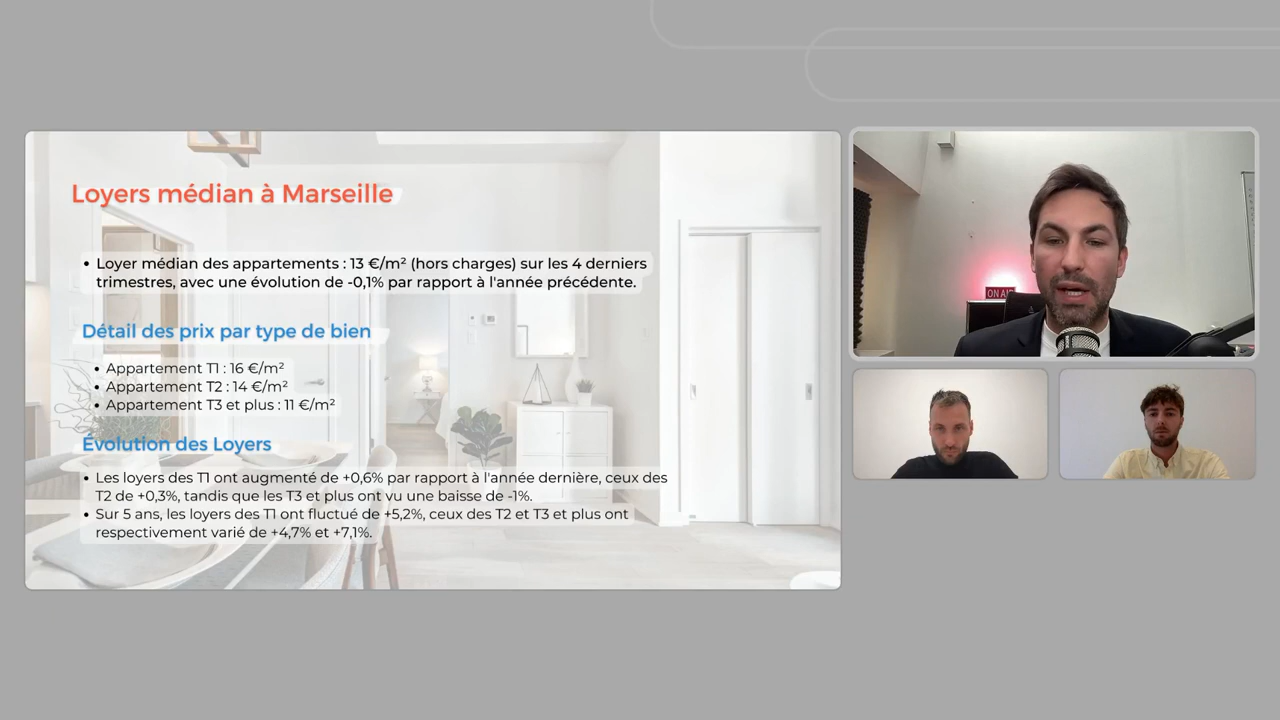 Loyers médian à Marseille
• Loyer médian des appartements : 13 €/m² (hors charges) sur les 4 derniers
trimestres, avec une évolution de -0,1% par rapport à l'année précédente.
Détail des prix par type de bien
• Appartement T1 : 16 €/m²
• Appartement T2 : 14 €/m²
• Appartement T3 et plus : 11 €/m²
Évolution des Loyers
• Les loyers des T1 ont augmenté de +0,6% par rapport à l'année dernière, ceux des
T2 de +0,3%, tandis que les T3 et plus ont vu une baisse de -1%.
• Sur 5 ans, les loyers des T1 ont fluctué de +5,2%, ceux des T2 et T3 et plus ont
respectivement varié de +4,7% et +7,1%.
ON AIR